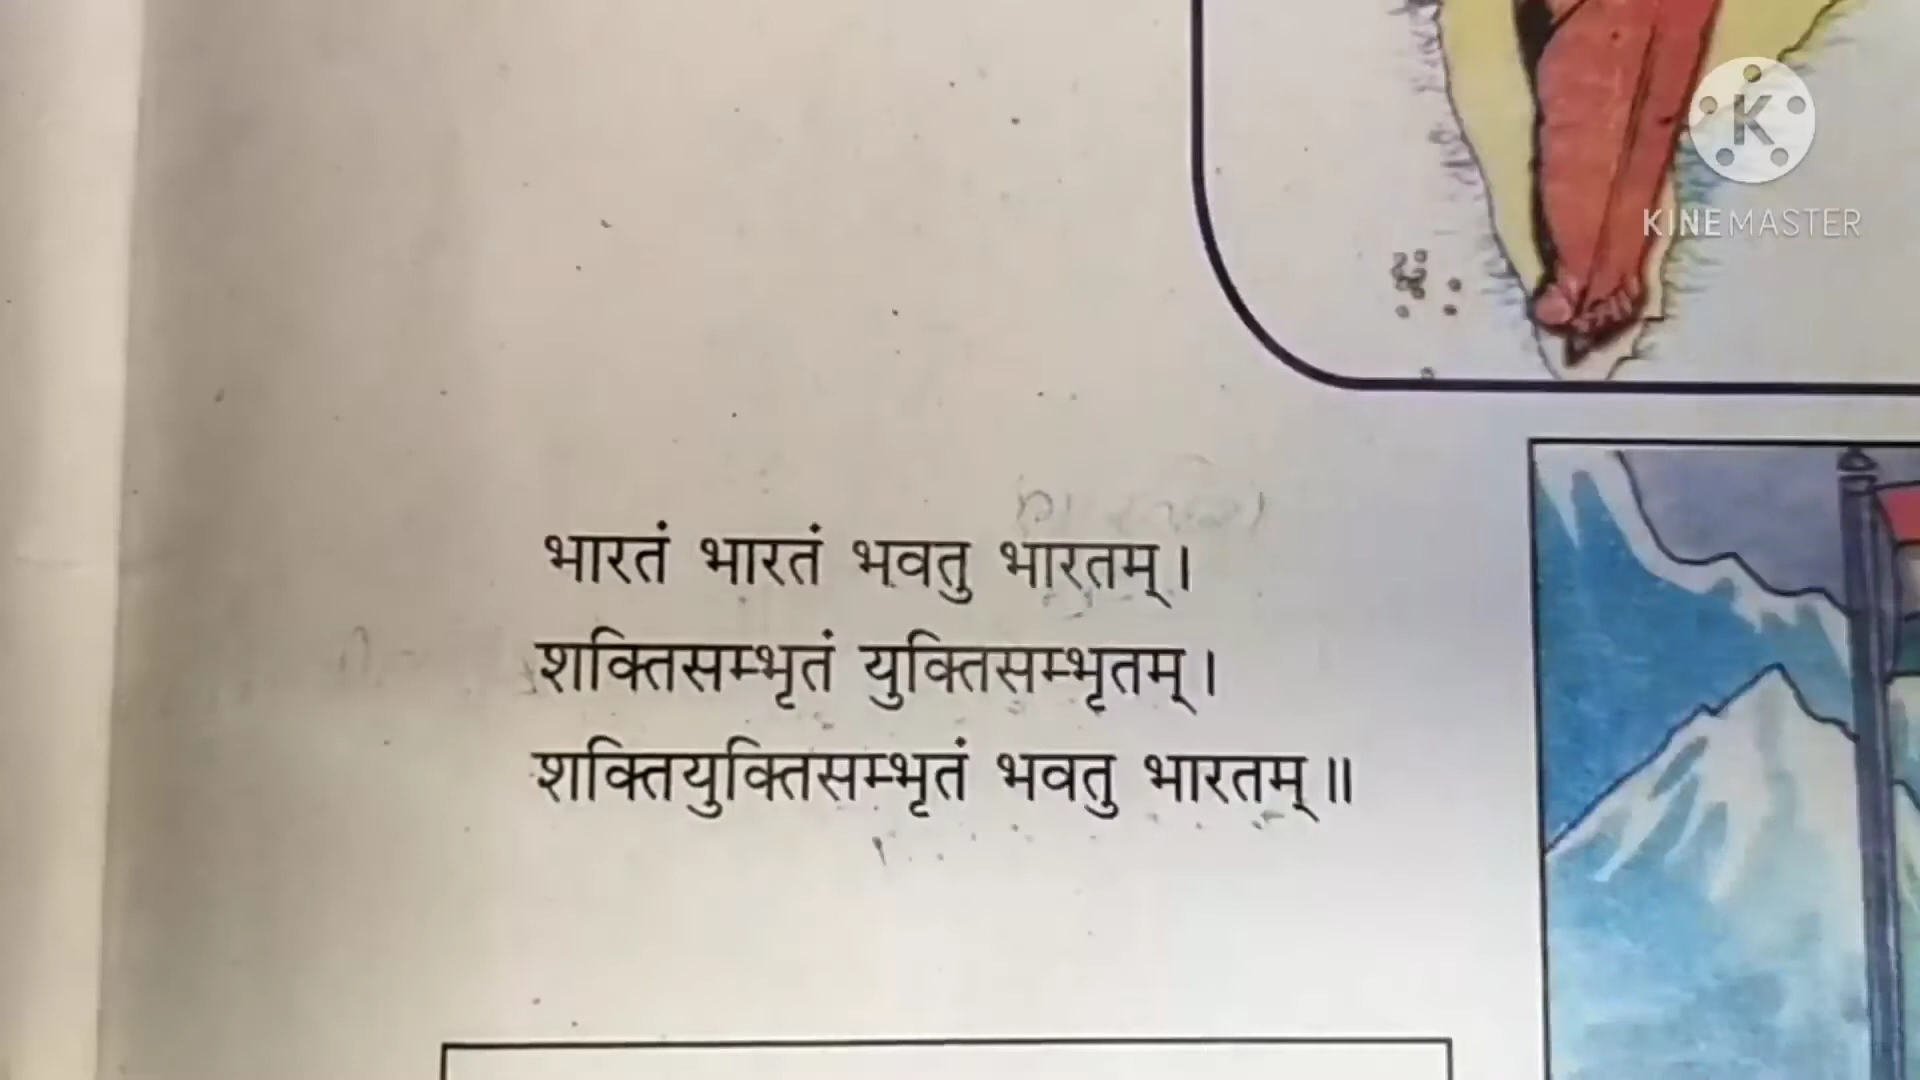 KINEMASTER
भारतं भारतं भवतु भारतम्।
शक्तिसम्भृतं युक्तिसम्भृतम्।
शक्तियुक्तिसम्भृतं भवतु भारतम्॥